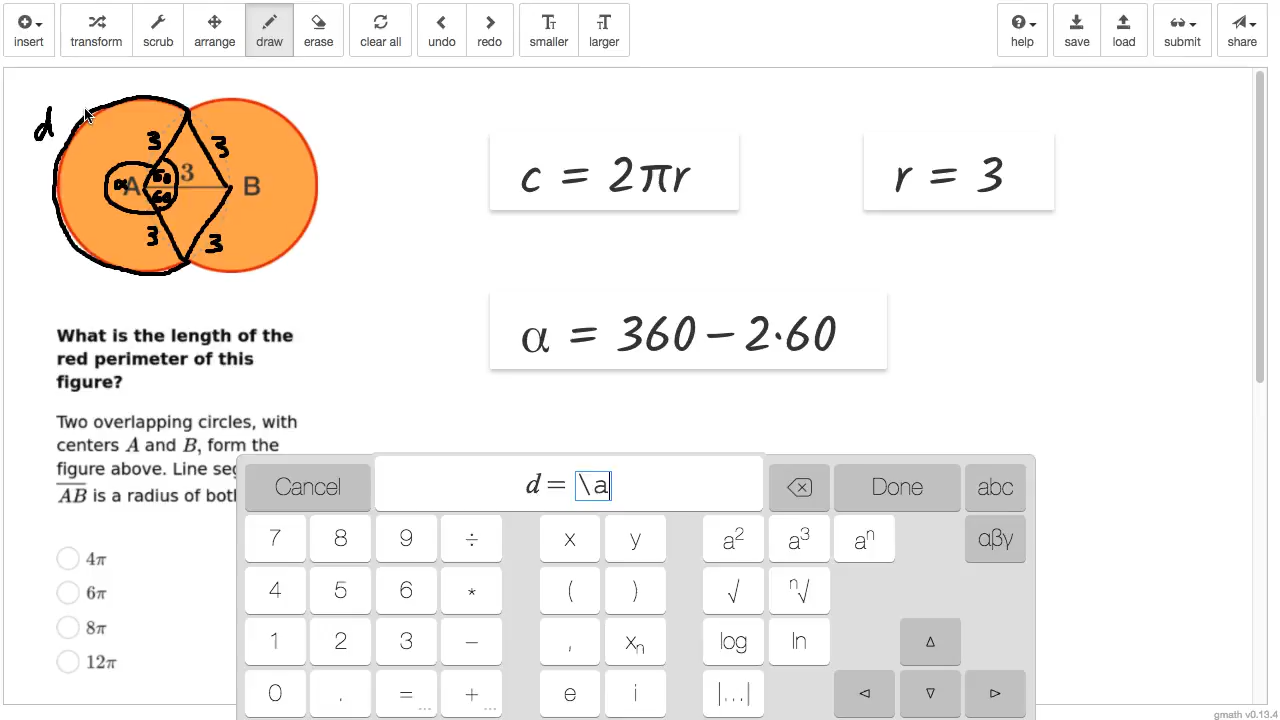 insert transform scrub arrange draw erase clear all undo redo smaller larger help save load submit share
d
3 3
α A 60 3 B
60
3 3
c = 2πr
r = 3
α = 360 − 2·60
What is the length of the
red perimeter of this
figure?
Two overlapping circles, with
centers A and B, form the
figure above. Line seg
AB is a radius of bot
4π
6π
8π
12π
Cancel d = \a Done abc
7 8 9 ÷ x y a² a³ aⁿ αβγ
4 5 6 * ( ) √ ⁿ√
1 2 3 − , xₙ log ln
0 . = ... + ... e i |...|
gmath v0.13.4